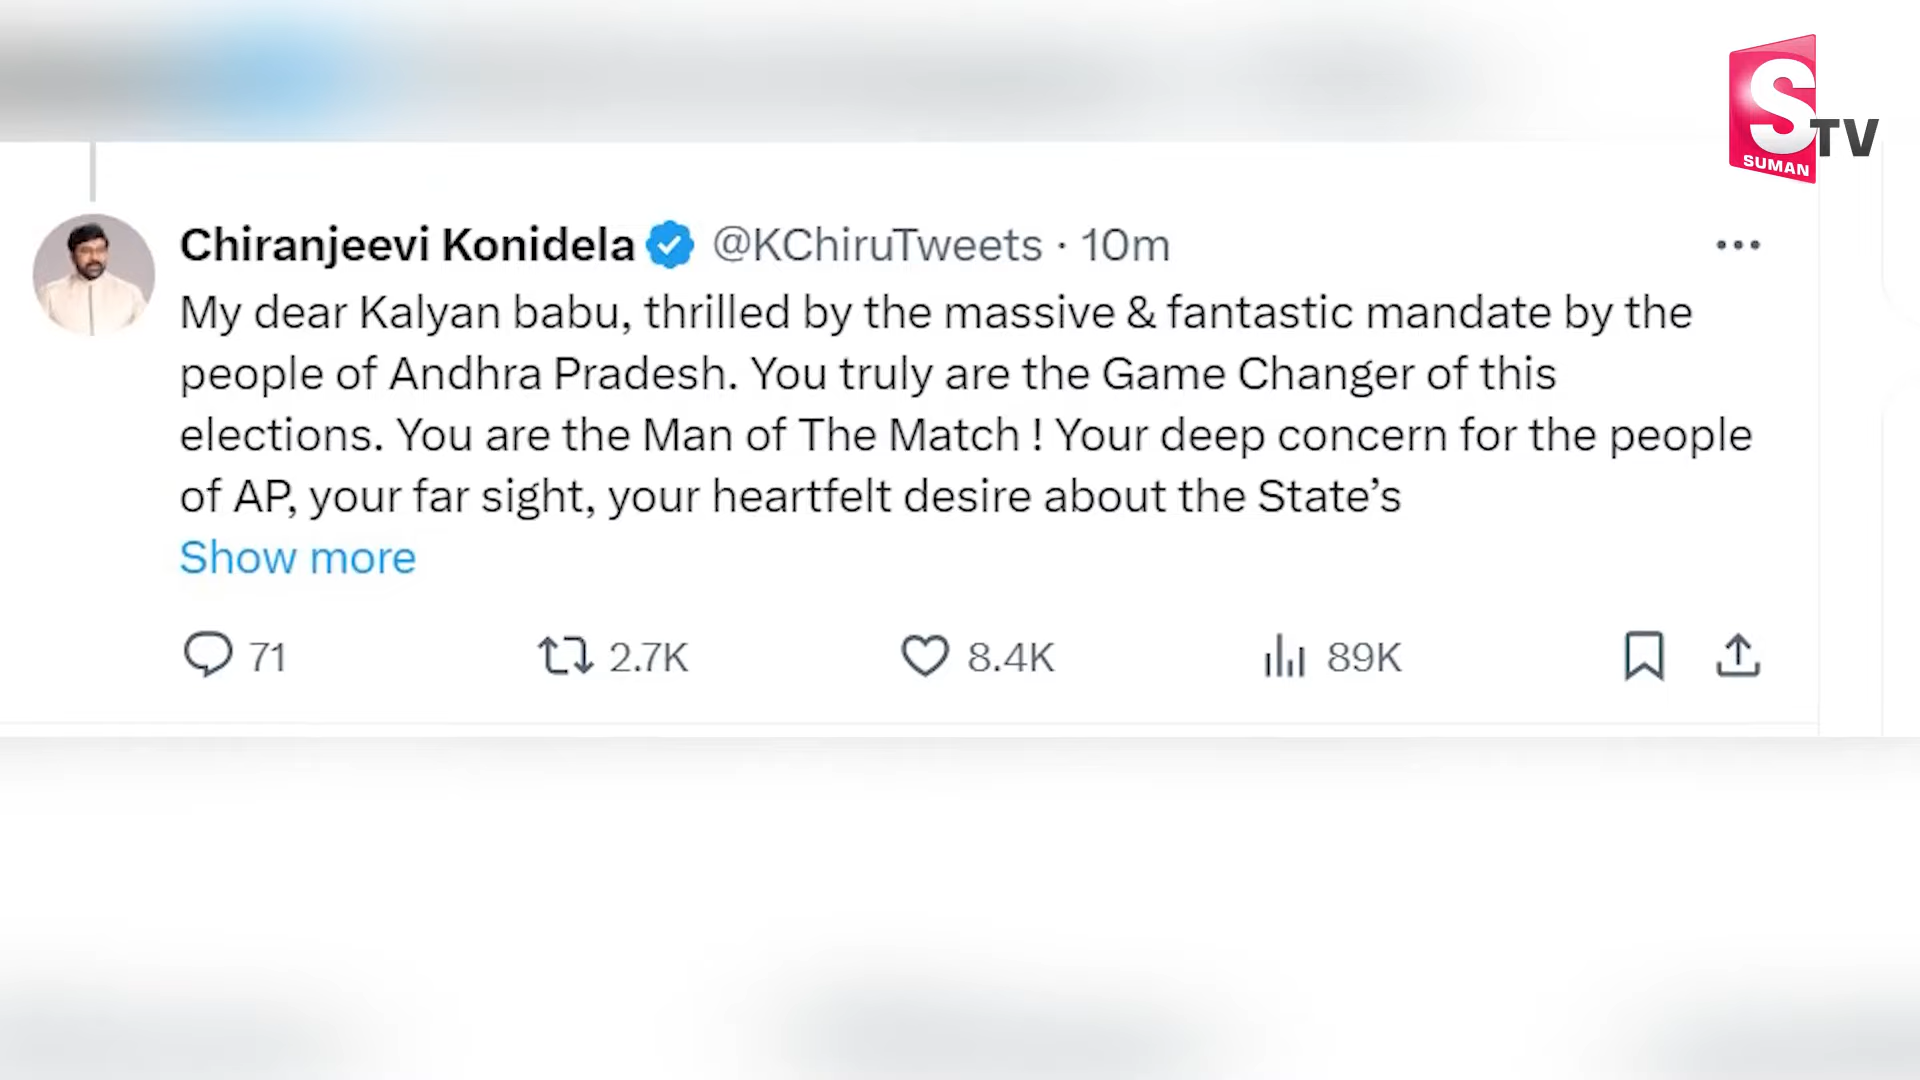 S
TV
SUMAN
Chiranjeevi Konidela @KChiruTweets · 10m
My dear Kalyan babu, thrilled by the massive & fantastic mandate by the
people of Andhra Pradesh. You truly are the Game Changer of this
elections. You are the Man of The Match ! Your deep concern for the people
of AP, your far sight, your heartfelt desire about the State’s
Show more
71 2.7K 8.4K 89K